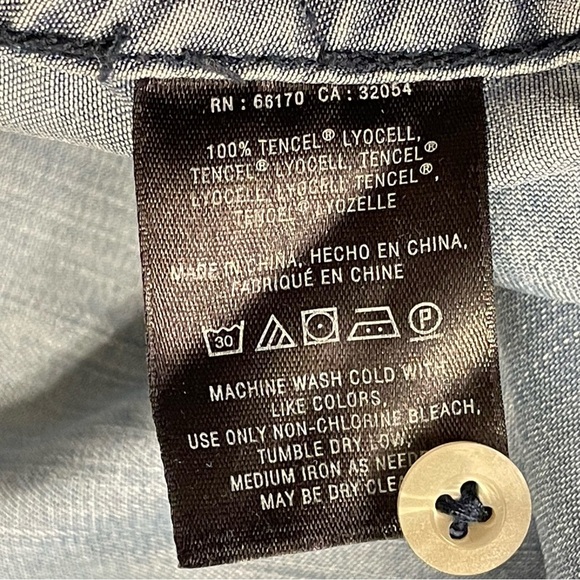 RN : 66170 CA : 32054
100% TENCEL® LYOCELL,
TENCEL® LYOCELL, TENCEL®
LYOCELL, LYOCELL TENCEL®,
TENCEL® LYOZELLE
MADE IN CHINA, HECHO EN CHINA,
FABRIQUÉ EN CHINE
30 P
MACHINE WASH COLD WITH
LIKE COLORS,
USE ONLY NON-CHLORINE BLEACH,
TUMBLE DRY LOW,
MEDIUM IRON AS
MAY BE DRY